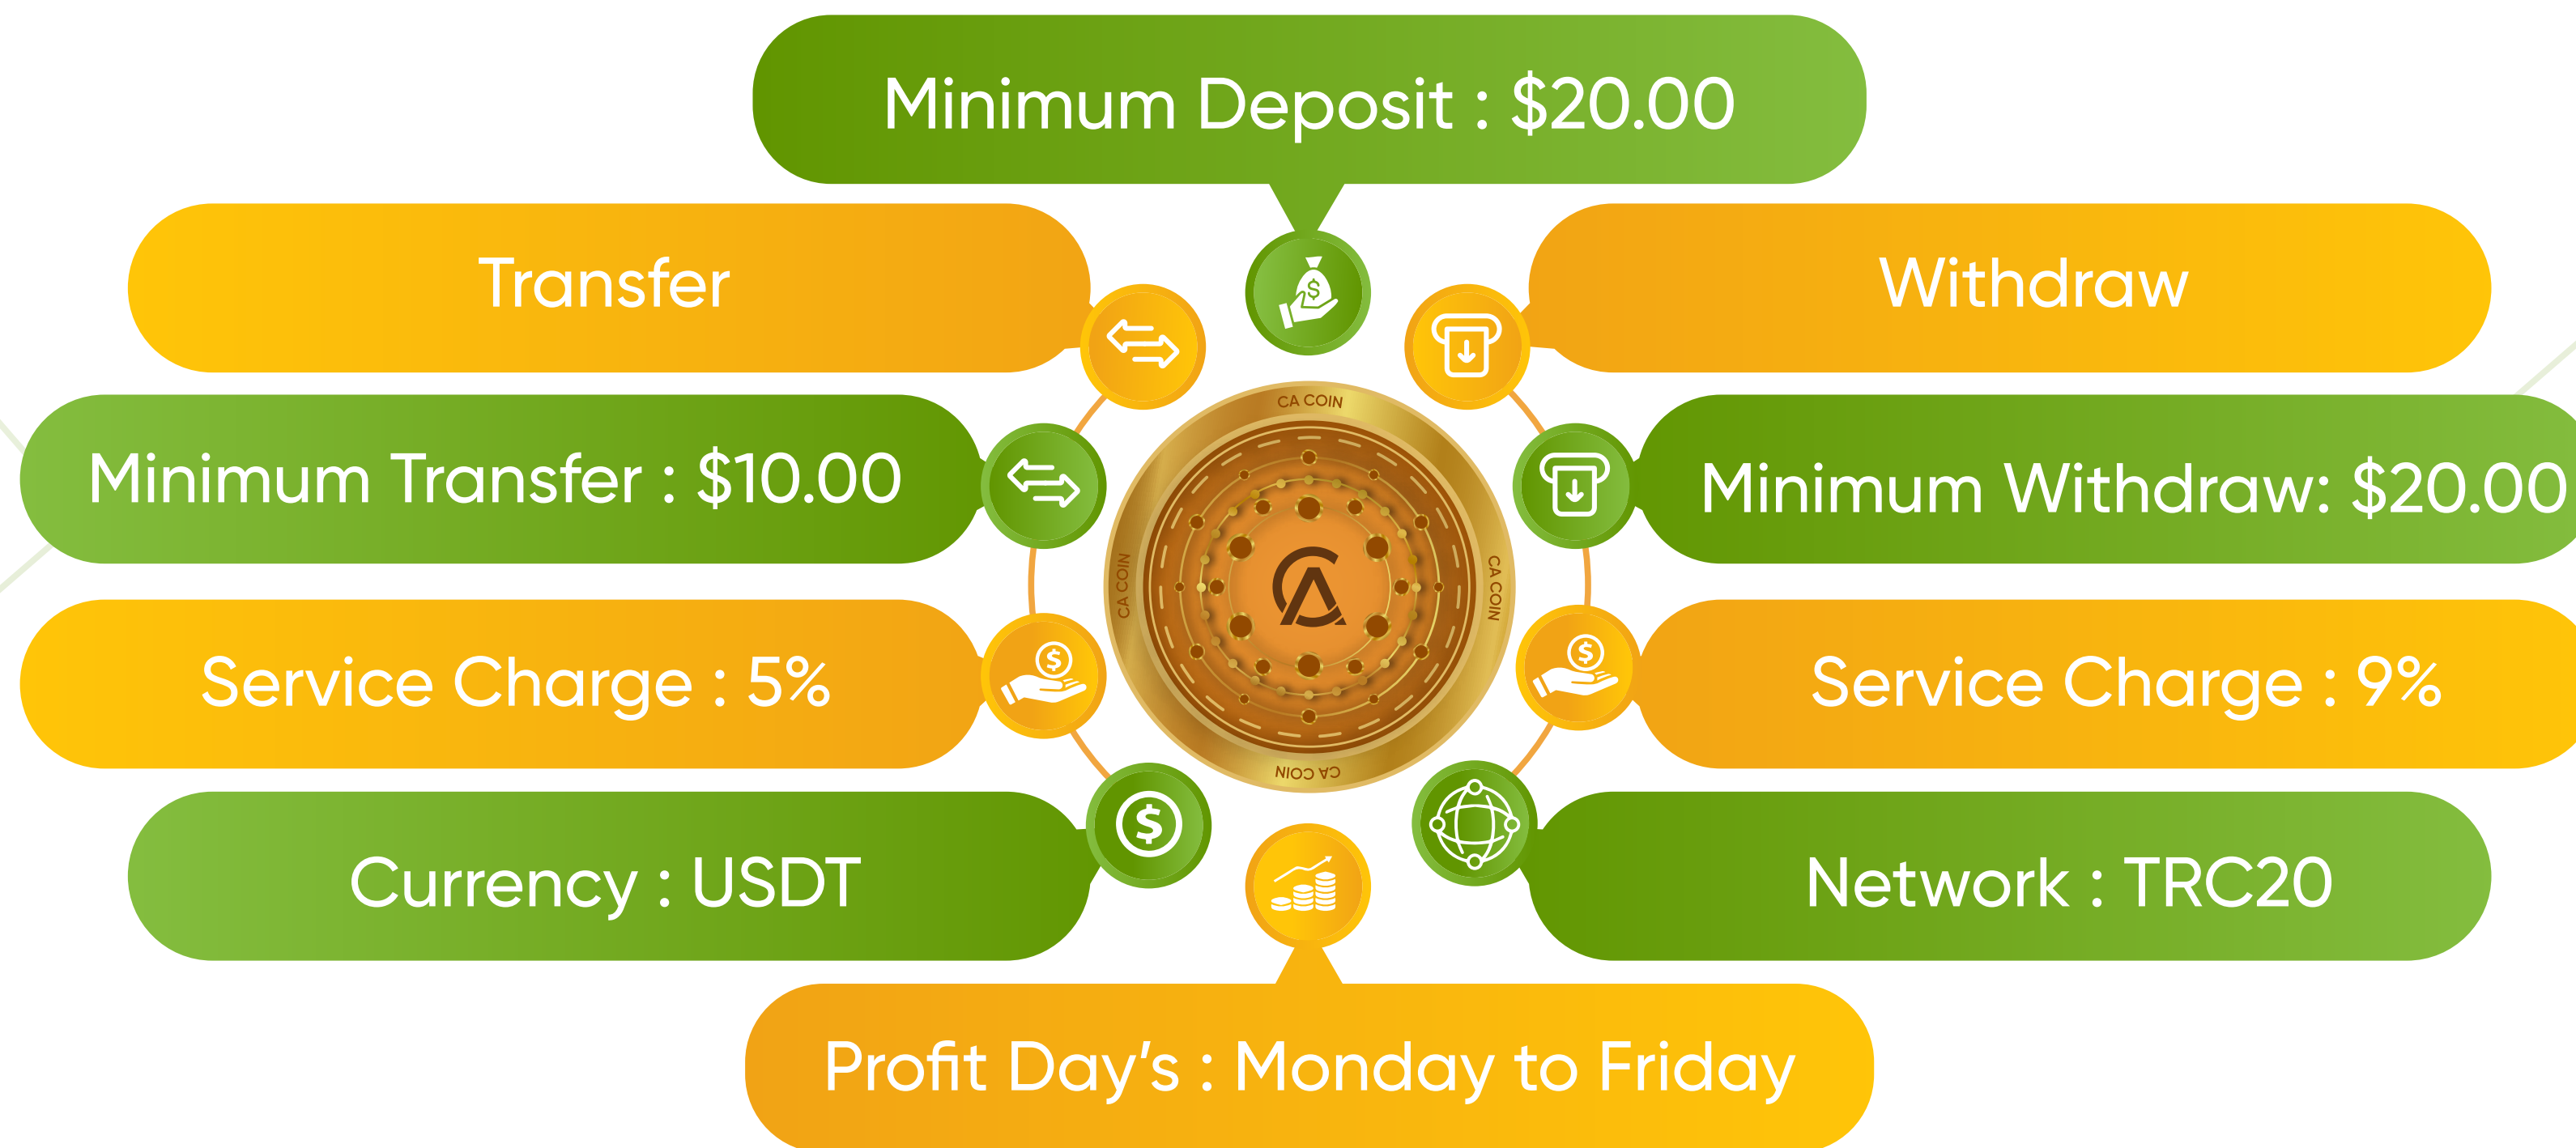 Minimum Deposit : $20.00
Transfer
Withdraw
Minimum Transfer : $10.00
Minimum Withdraw: $20.00
Service Charge : 5%
Service Charge : 9%
Currency : USDT
Network : TRC20
Profit Day's : Monday to Friday
CA COIN
CA COIN
CA COIN
CA COIN
CA